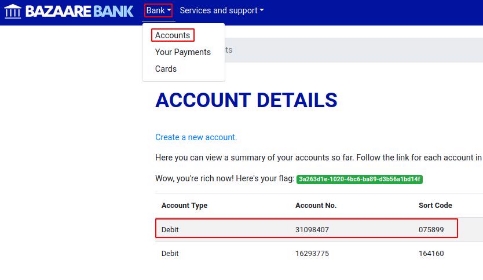 BAZAARE BANK
Bank
Services and support
Accounts
Your Payments
Cards
ts
ACCOUNT DETAILS
Create a new account.
Here you can view a summary of your accounts so far. Follow the link for each account in
Wow, you're rich now! Here's your flag: 3a263d1e-1020-4bc6-ba89-d3b56a1bd14f
Account Type Account No. Sort Code
Debit 31098407 075899
Debit 16293775 164160